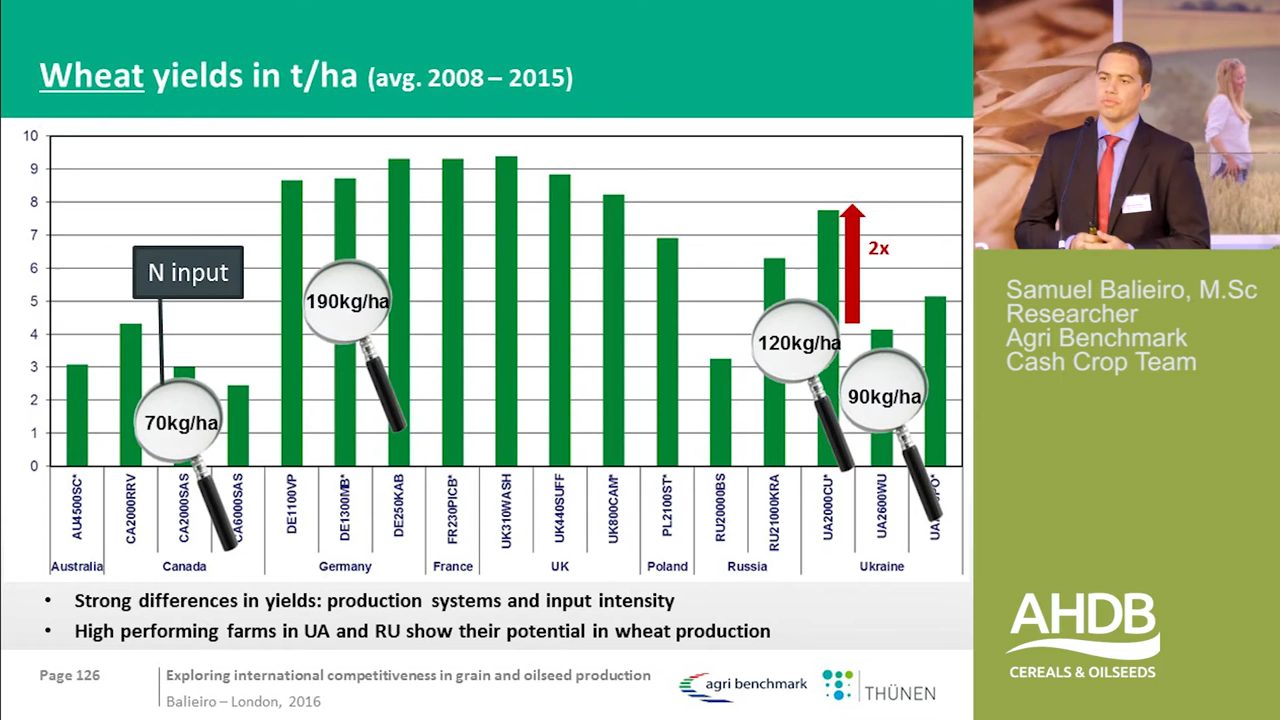 Wheat yields in t/ha (avg. 2008 – 2015)
10
9
8
7
6
5
4
3
2
1
0
N input
70kg/ha
190kg/ha
120kg/ha
90kg/ha
2x
AU4500SC*
CA2000RRV
CA2000SAS
CA6000SAS
DE1100VP
DE1300MB*
DE250KAB
FR230PICB*
UK310WASH
UK440SUFF
UK800CAM*
PL2100ST*
RU20000BS
RU21000KRA
UA2000CU*
UA2600WU
Australia
Canada
Germany
France
UK
Poland
Russia
Ukraine
• Strong differences in yields: production systems and input intensity
• High performing farms in UA and RU show their potential in wheat production
Page 126
Exploring international competitiveness in grain and oilseed production
Balieiro – London, 2016
agri benchmark
THÜNEN
Samuel Balieiro, M.Sc
Researcher
Agri Benchmark
Cash Crop Team
AHDB
CEREALS & OILSEEDS